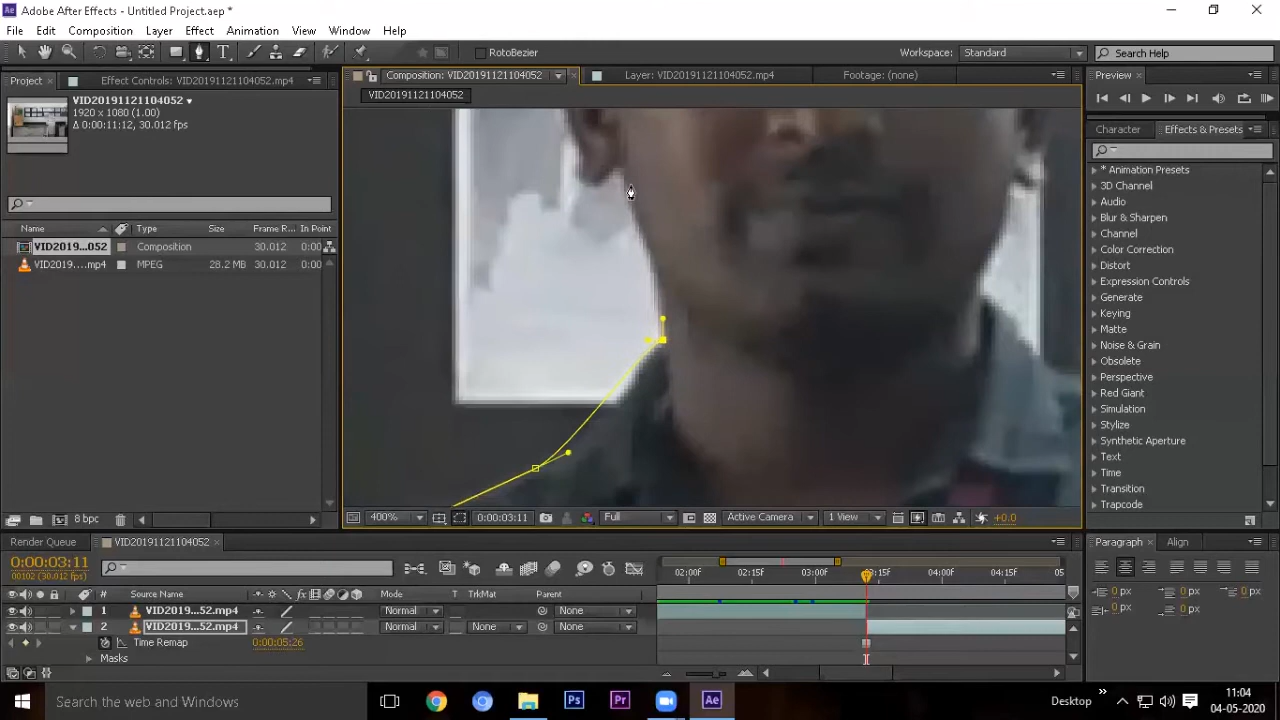 Adobe After Effects - Untitled Project.aep *
File Edit Composition Layer Effect Animation View Window Help
RotoBezier Workspace: Standard Search Help
Project Effect Controls: VID20191121104052.mp4 Composition: VID20191121104052 Layer: VID20191121104052.mp4 Footage: (none) Preview
VID20191121104052
1920 x 1080 (1.00)
Δ 0:00:11:12, 30.012 fps
VID20191121104052
Character Effects & Presets
* Animation Presets
3D Channel
Audio
Blur & Sharpen
Channel
Color Correction
Distort
Expression Controls
Generate
Keying
Matte
Noise & Grain
Obsolete
Perspective
Red Giant
Simulation
Stylize
Synthetic Aperture
Text
Time
Transition
Trapcode
Name Type Size Frame R... In Point
VID2019...052 Composition 30.012 0:00
VID2019....mp4 MPEG 28.2 MB 30.012 0:00
8 bpc
400% 0:00:03:11 Full Active Camera 1 View +0.0
Render Queue VID20191121104052
0:00:03:11
00102 (30.012 fps)
02:00F 02:15F 03:00F 03:15F 04:00F 04:15F 05
# Source Name Mode T TrkMat Parent
1 VID2019...52.mp4 Normal None
2 VID2019...52.mp4 Normal None None
Time Remap 0:00:05:26
Masks
Paragraph Align
0 px 0 px 0 px
0 px 0 px
Search the web and Windows
Ps Pr Ae
Desktop
11:04
04-05-2020